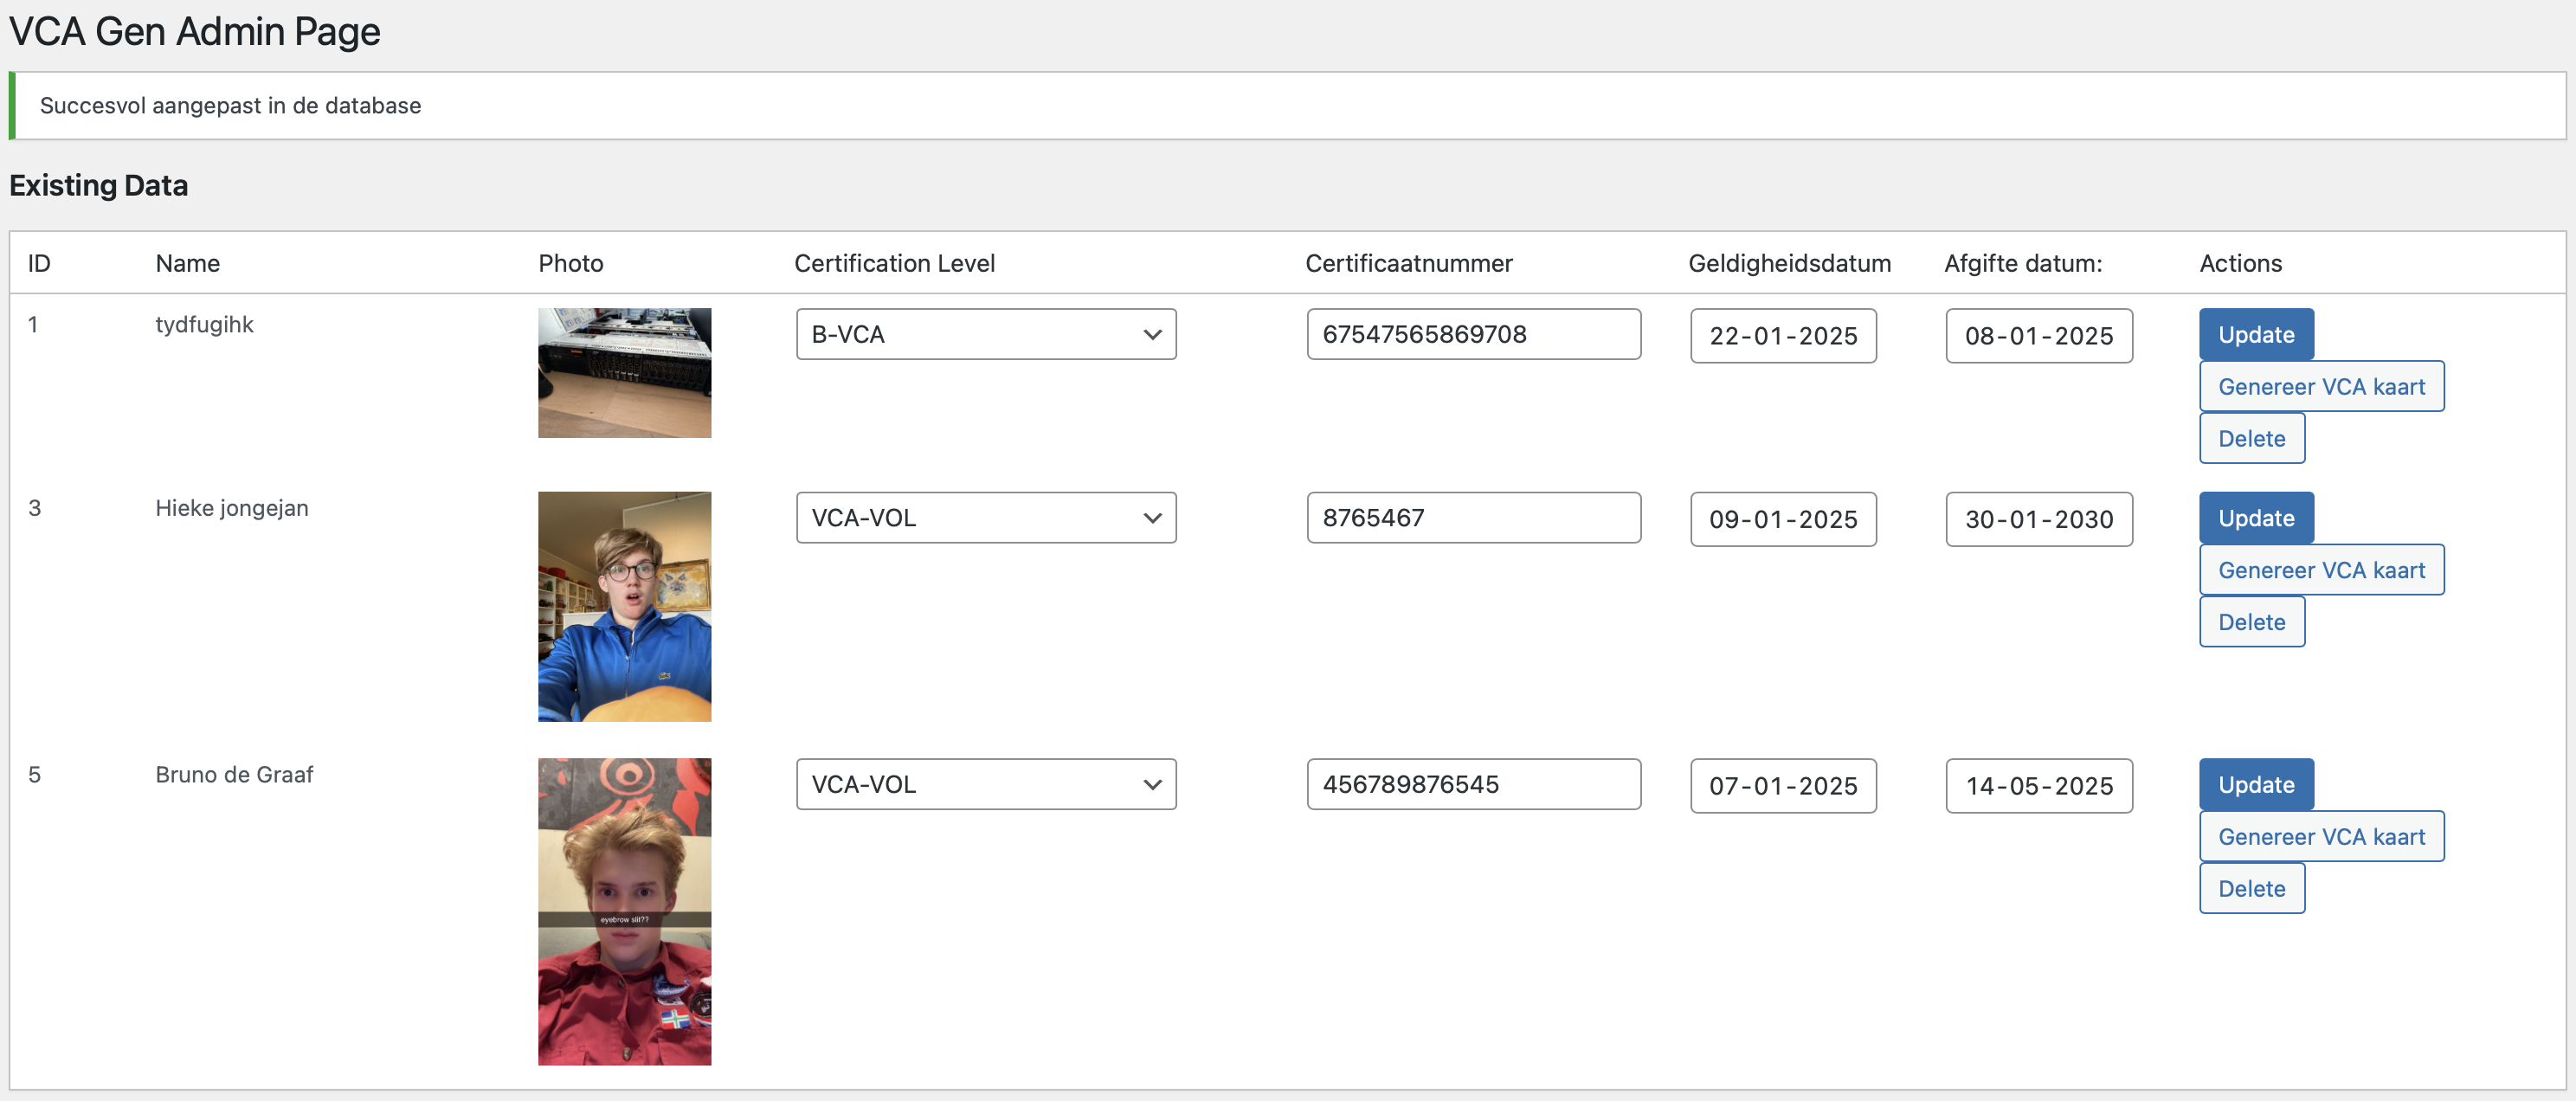 VCA Gen Admin Page
Succesvol aangepast in de database
Existing Data
ID Name Photo Certification Level Certificaatnummer Geldigheidsdatum Afgifte datum: Actions
1 tydfugihk B-VCA 67547565869708 22-01-2025 08-01-2025 Update
Genereer VCA kaart
Delete
3 Hieke jongejan VCA-VOL 8765467 09-01-2025 30-01-2030 Update
Genereer VCA kaart
Delete
5 Bruno de Graaf VCA-VOL 456789876545 07-01-2025 14-05-2025 Update
Genereer VCA kaart
Delete
eyebrow slit??